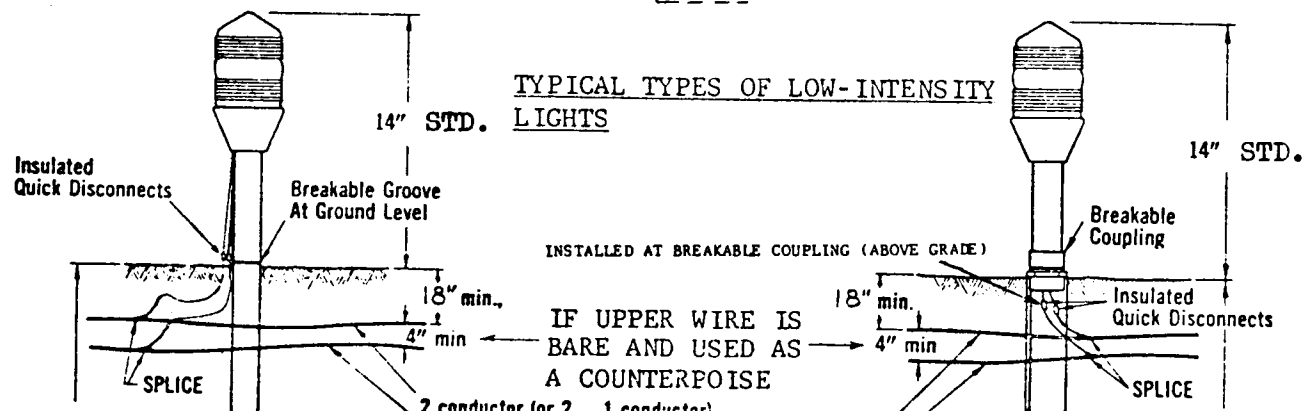 TYPICAL TYPES OF LOW-INTENSITY
LIGHTS
14" STD.
14" STD.
Insulated
Quick Disconnects
Breakable Groove
At Ground Level
Breakable
Coupling
INSTALLED AT BREAKABLE COUPLING (ABOVE GRADE)
18" min.,
18" min.
Insulated
Quick Disconnects
4" min
IF UPPER WIRE IS
BARE AND USED AS
A COUNTERPOISE
4" min
SPLICE
SPLICE
2 conductor (or 2 1 conductor)